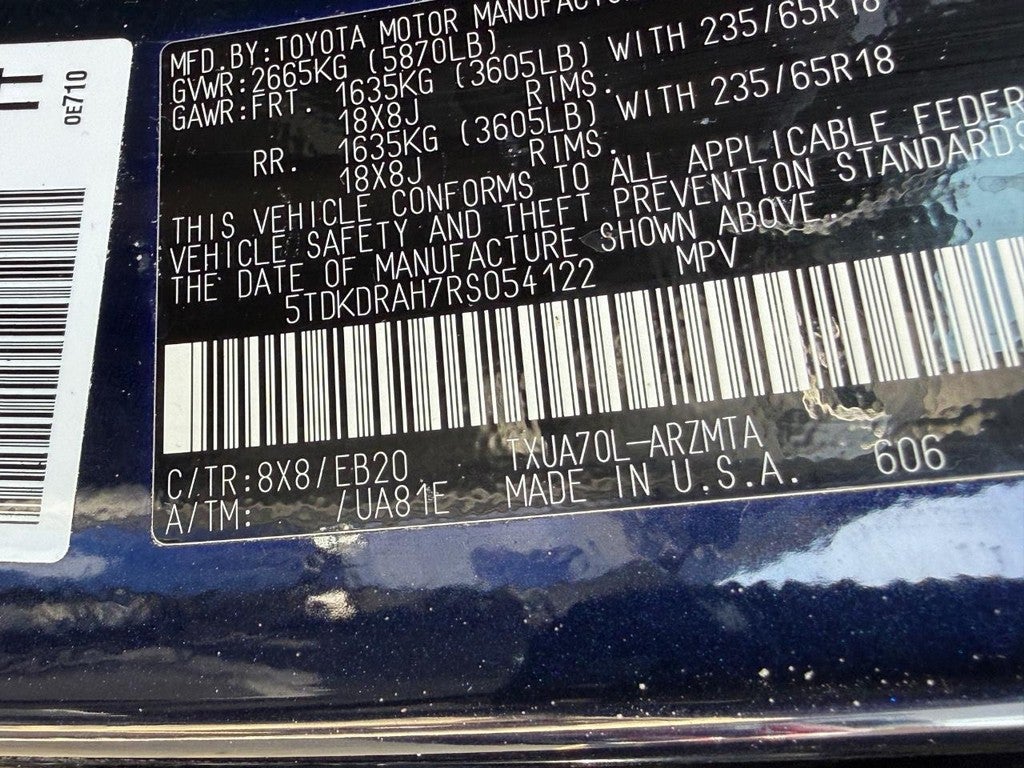 OE710
MFD.BY:TOYOTA MOTOR MANUFACTUR
GVWR:2665KG (5870LB)
GAWR:FRT. 1635KG (3605LB) WITH 235/65R18
18X8J RIMS.
RR. 1635KG (3605LB) WITH 235/65R18
18X8J RIMS.
THIS VEHICLE CONFORMS TO ALL APPLICABLE FEDER
VEHICLE SAFETY AND THEFT PREVENTION STANDARDS
THE DATE OF MANUFACTURE SHOWN ABOVE.
5TDKDRAH7RS054122 MPV
C/TR:8X8/EB20 TXUA70L-ARZMTA
A/TM: /UA81E MADE IN U.S.A. 606